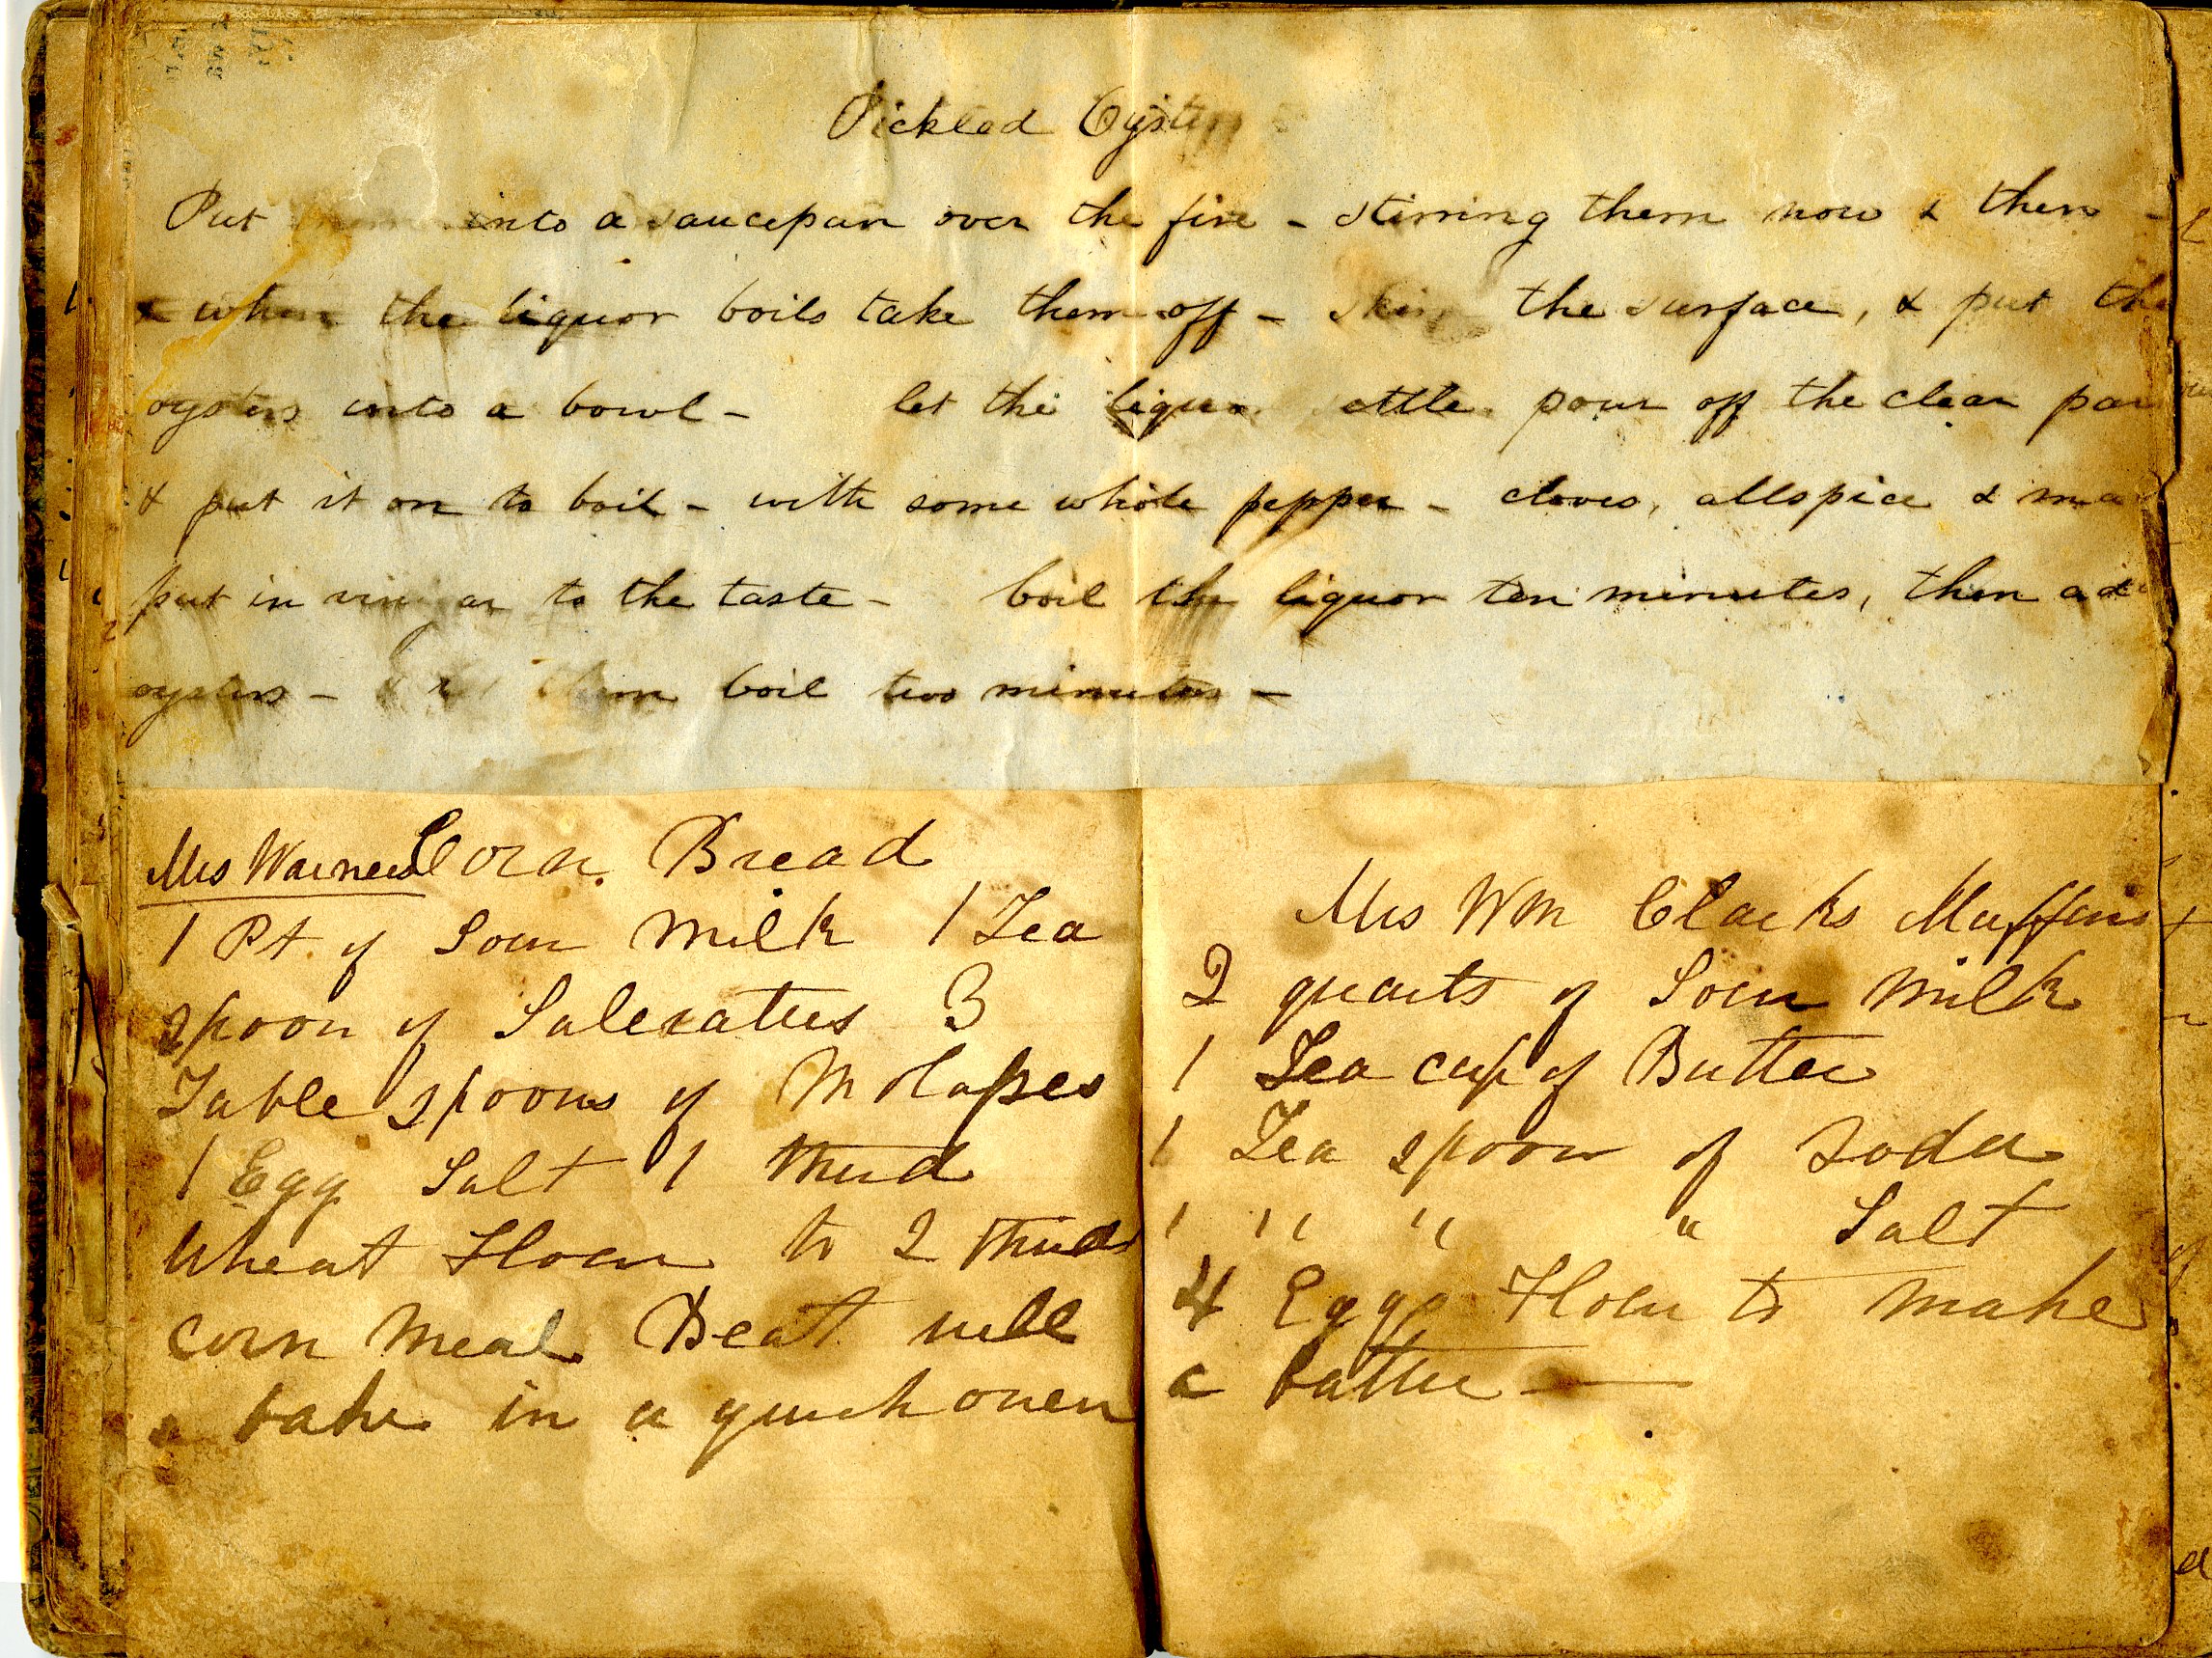 Pickled Oysters
Put them into a saucepan over the fire - stirring them now & then -
& when the liquor boils take them off - skim the surface, & put the
oysters into a bowl - let the liquor settle pour off the clear par
& put it on to boil - with some whole pepper - cloves, allspice & ma
put in vinegar to the taste - boil the liquor ten minutes, then add
oysters - & let them boil two minutes -
Mrs Warners Corn Bread
1 Pt of Sour Milk 1 Tea
spoon of Saleratus 3
Table spoons of Molasses
1 Egg Salt 1 third
Wheat Flour to 2 thirds
corn Meal Beat well
& bake in a quick oven
Mrs Wm Clarks Muffins
2 quarts of Sour Milk
1 Tea cup of Butter
1 Tea spoon of Soda
1 " " " Salt
4 Eggs Flour to make
a batter —